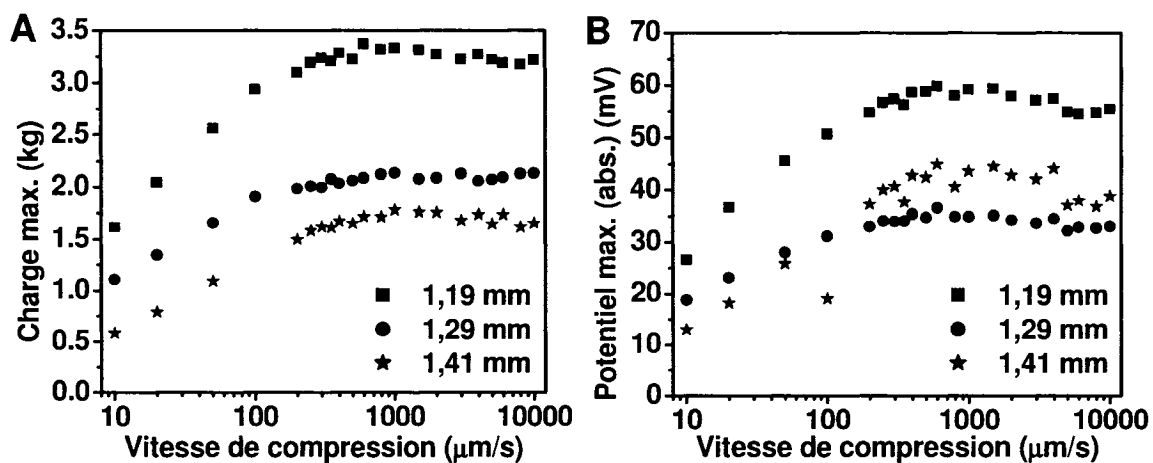 A
Charge max. (kg)
3.5
3.0
2.5
2.0
1.5
1.0
0.5
0.0
1,19 mm
1,29 mm
1,41 mm
10 100 1000 10000
Vitesse de compression (μm/s)
B
Potentiel max. (abs.) (mV)
70
60
50
40
30
20
10
0
1,19 mm
1,29 mm
1,41 mm
10 100 1000 10000
Vitesse de compression (μm/s)